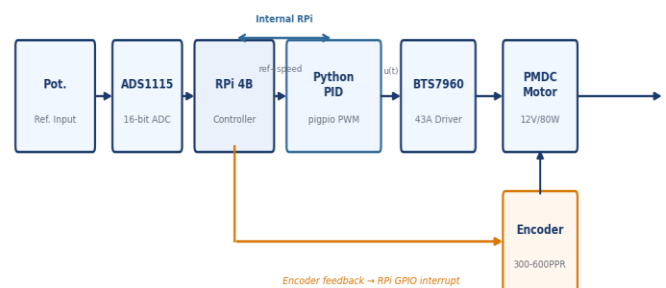 Internal RPi
Pot.
Ref. Input
ADS1115
16-bit ADC
RPi 4B
Controller
ref- speed
Python
PID
pigpio PWM
u(t)
BTS7960
43A Driver
PMDC
Motor
12V/80W
Encoder
300-600PPR
Encoder feedback → RPi GPIO interrupt